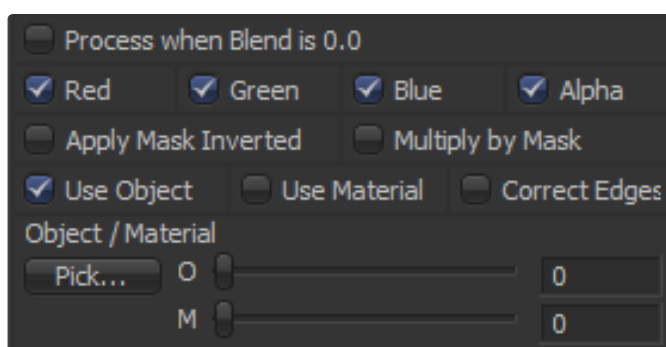 Process when Blend is 0.0
Red Green Blue Alpha
Apply Mask Inverted Multiply by Mask
Use Object Use Material Correct Edges
Object / Material
Pick... O 0
M 0